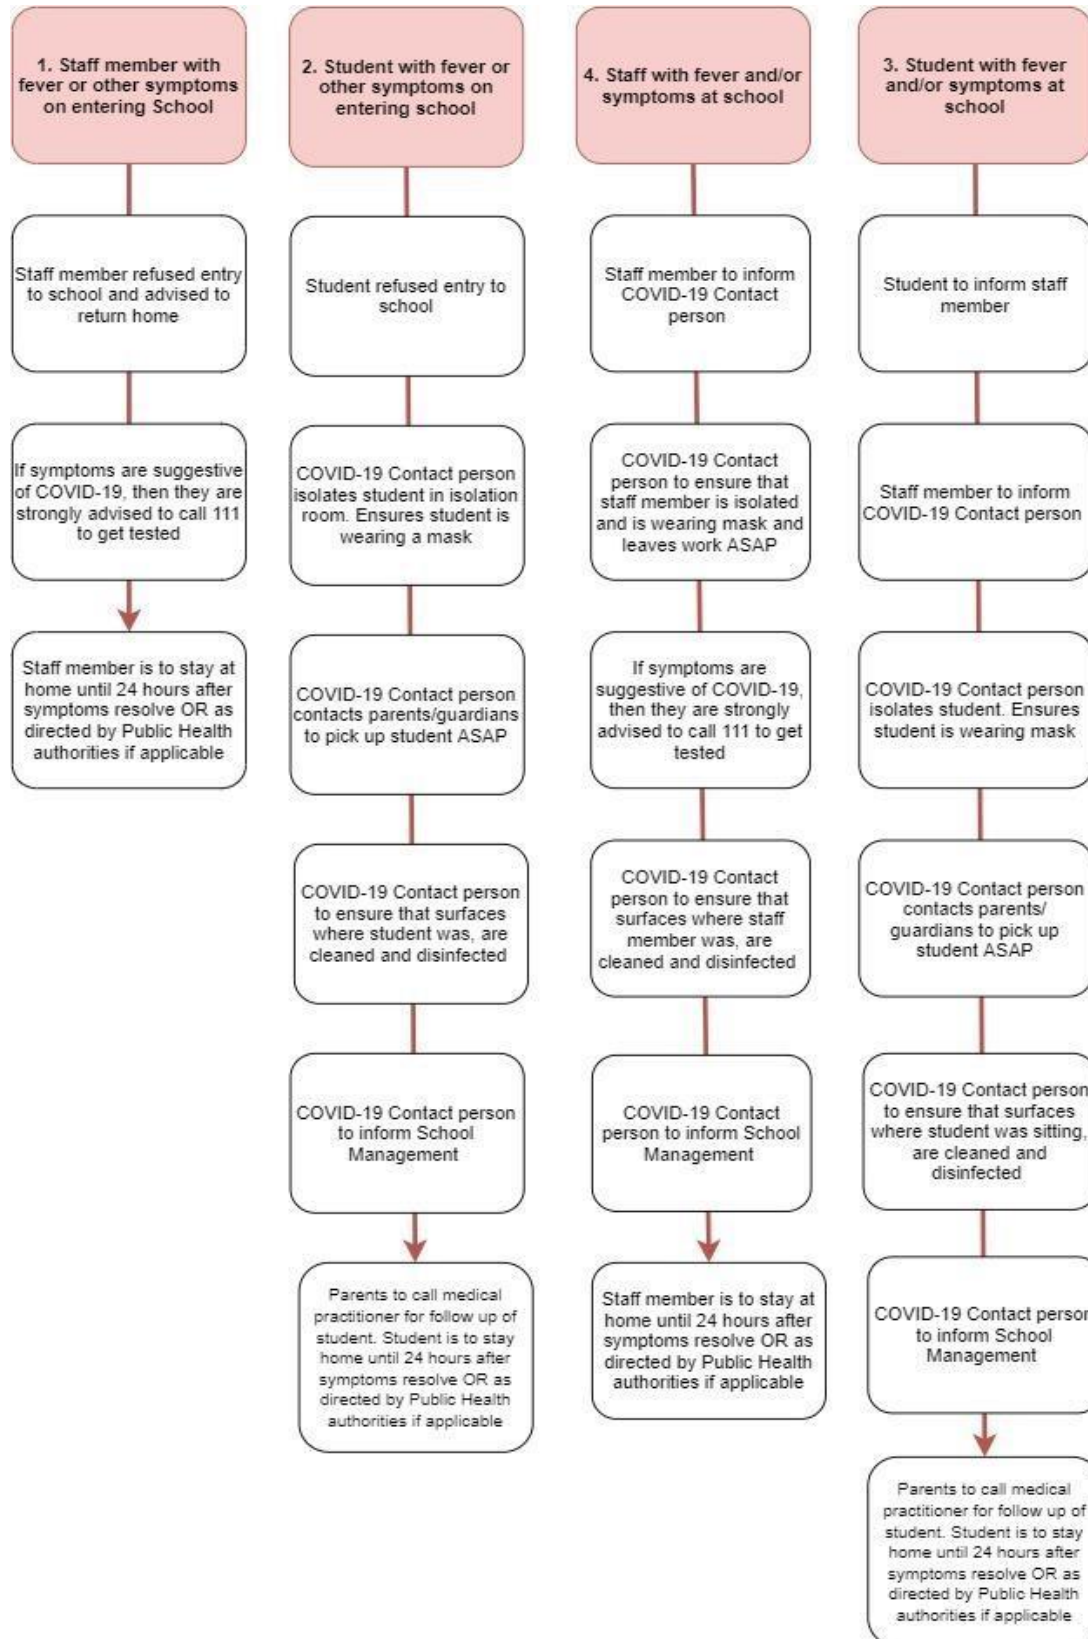 1. Staff member with
fever or other symptoms
on entering School
Staff member refused entry
to school and advised to
return home
If symptoms are suggestive
of COVID-19, then they are
strongly advised to call 111
to get tested
Staff member is to stay at
home until 24 hours after
symptoms resolve OR as
directed by Public Health
authorities if applicable
2. Student with fever or
other symptoms on
entering school
Student refused entry to
school
COVID-19 Contact person
isolates student in isolation
room. Ensures student is
wearing a mask
COVID-19 Contact person
contacts parents/guardians
to pick up student ASAP
COVID-19 Contact person
to ensure that surfaces
where student was, are
cleaned and disinfected
COVID-19 Contact person
to inform School
Management
Parents to call medical
practitioner for follow up of
student. Student is to stay
home until 24 hours after
symptoms resolve OR as
directed by Public Health
authorities if applicable
4. Staff with fever and/or
symptoms at school
Staff member to inform
COVID-19 Contact
person
COVID-19 Contact
person to ensure that
staff member is isolated
and is wearing mask and
leaves work ASAP
If symptoms are
suggestive of COVID-19,
then they are strongly
advised to call 111 to get
tested
COVID-19 Contact
person to ensure that
surfaces where staff
member was, are
cleaned and disinfected
COVID-19 Contact
person to inform School
Management
Staff member is to stay at
home until 24 hours after
symptoms resolve OR as
directed by Public Health
authorities if applicable
3. Student with fever
and/or symptoms at
school
Student to inform staff
member
Staff member to inform
COVID-19 Contact person
COVID-19 Contact person
isolates student. Ensures
student is wearing mask
COVID-19 Contact person
contacts parents/
guardians to pick up
student ASAP
COVID-19 Contact person
to ensure that surfaces
where student was sitting,
are cleaned and
disinfected
COVID-19 Contact person
to inform School
Management
Parents to call medical
practitioner for follow up of
student. Student is to stay
home until 24 hours after
symptoms resolve OR as
directed by Public Health
authorities if applicable